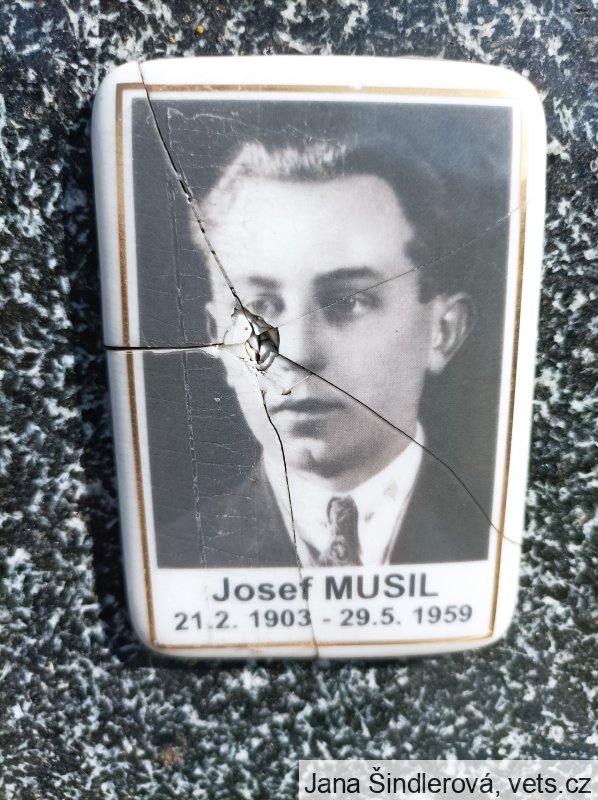 Josef MUSIL
21.2. 1903 - 29.5. 1959
Jana Šindlerová, vets.cz